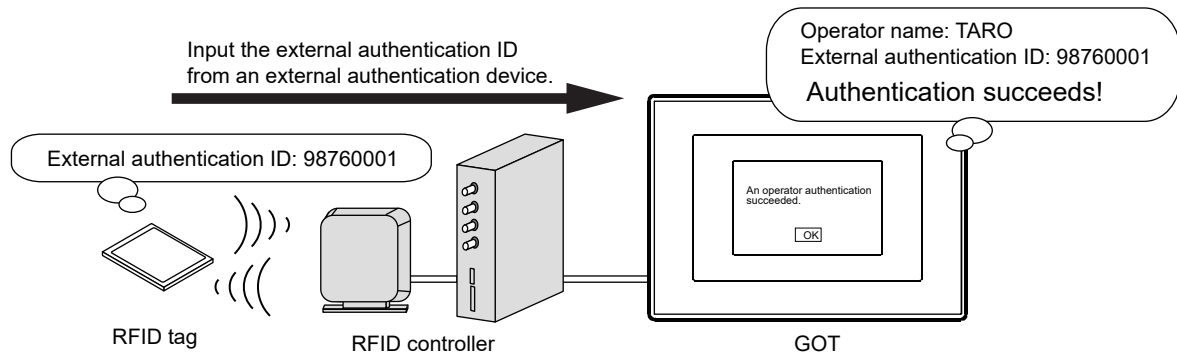 Operator name: TARO
External authentication ID: 98760001
Authentication succeeds!
Input the external authentication ID
from an external authentication device.
External authentication ID: 98760001
An operator authentication
succeeded.
OK
RFID tag
RFID controller
GOT